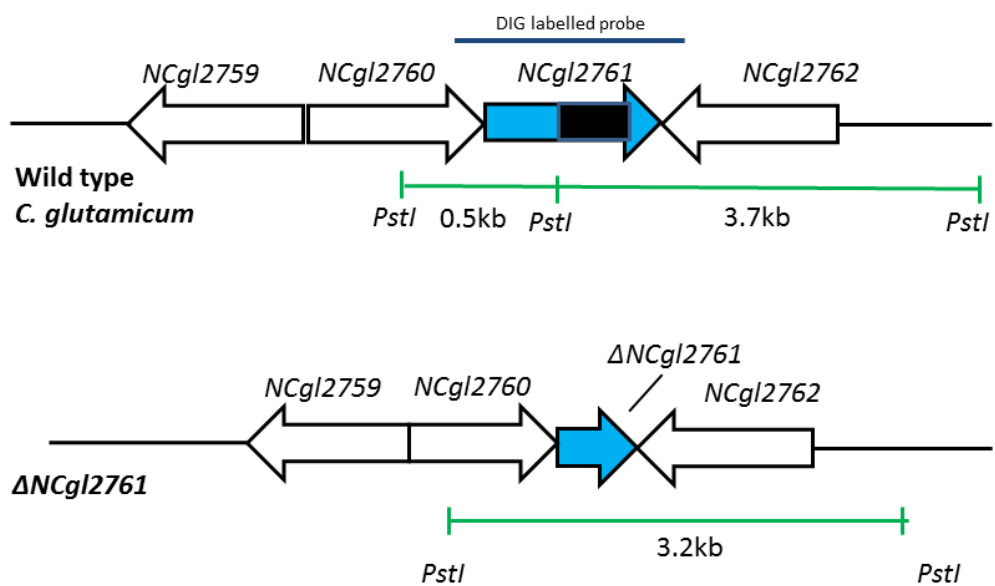 DIG labelled probe
NCgl2759 NCgl2760 NCgl2761 NCgl2762
Wild type
C. glutamicum
PstI 0.5kb PstI 3.7kb PstI
ΔNCgl2761
NCgl2759 NCgl2760 NCgl2762
ΔNCgl2761
3.2kb
PstI PstI